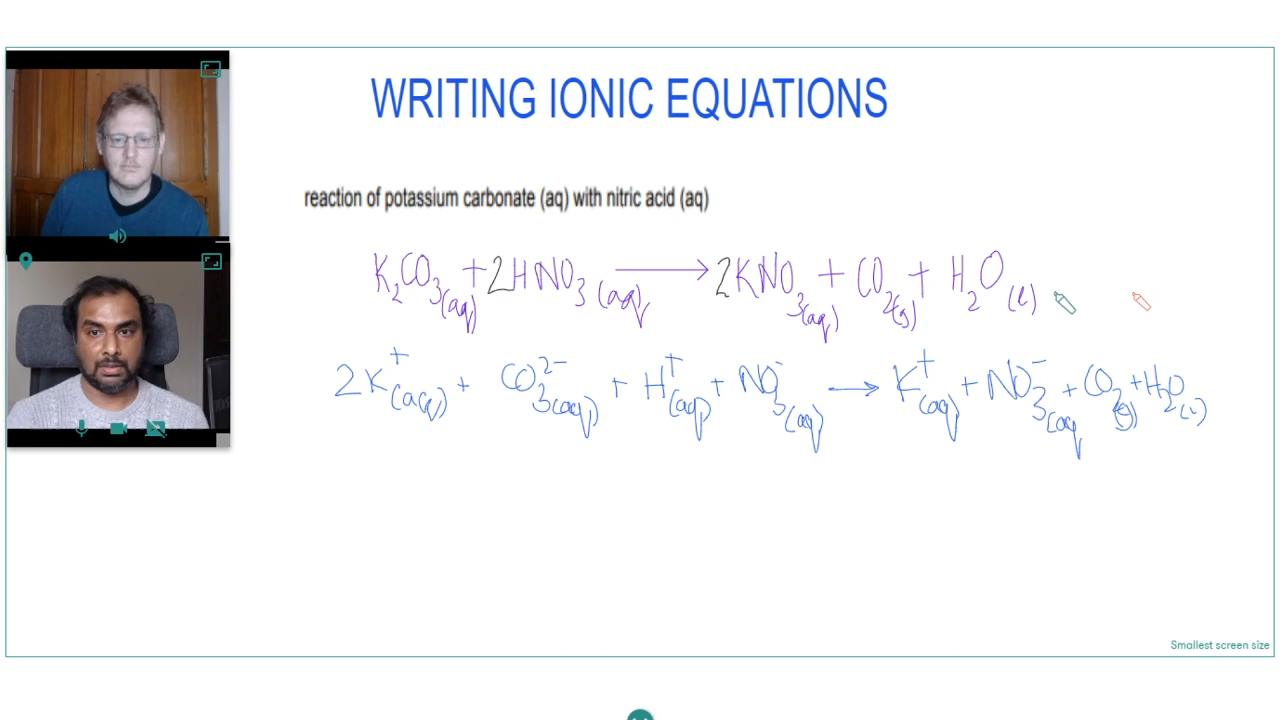 WRITING IONIC EQUATIONS
reaction of potassium carbonate (aq) with nitric acid (aq)
K₂CO₃(aq) + 2HNO₃(aq) → 2KNO₃(aq) + CO₂(g) + H₂O(l)
2K⁺(aq) + CO₃²⁻(aq) + H⁺(aq) + NO₃⁻(aq) → K⁺(aq) + NO₃⁻(aq + CO₂(g) + H₂O(l)
Smallest screen size